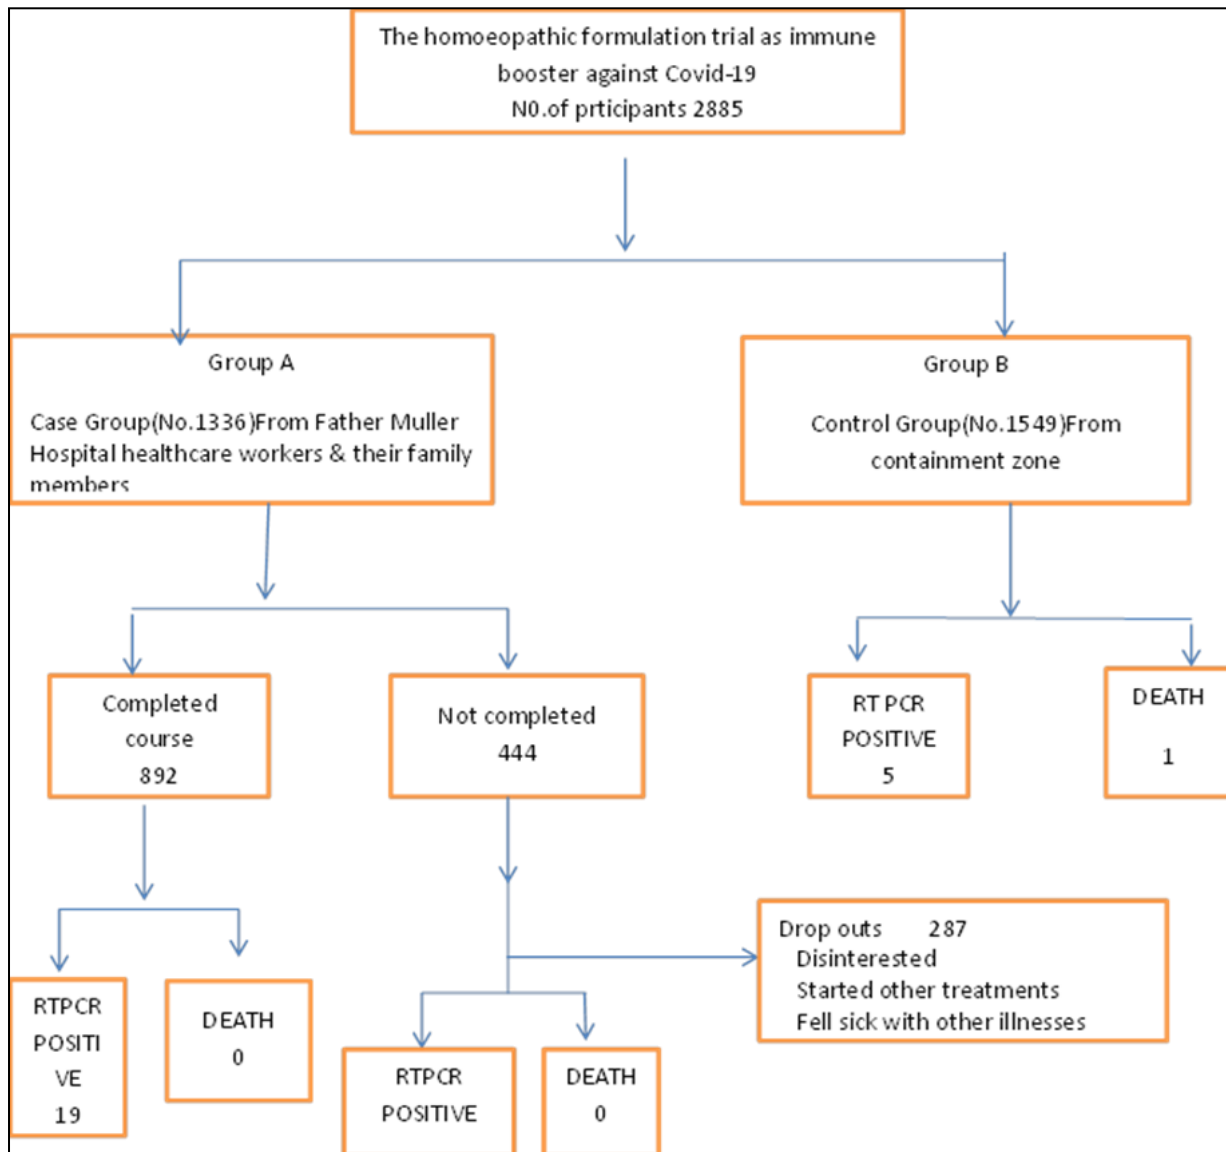 The homoeopathic formulation trial as immune
booster against Covid-19
N0.of prticipants 2885
Group A
Case Group(No.1336)From Father Muller
Hospital healthcare workers & their family
members
Group B
Control Group(No.1549)From
containment zone
Completed
course
892
Not completed
444
RT PCR
POSITIVE
5
DEATH
1
Drop outs 287
Disinterested
Started other treatments
Fell sick with other illnesses
RTPCR
POSITI
VE
19
DEATH
0
RTPCR
POSITIVE
DEATH
0